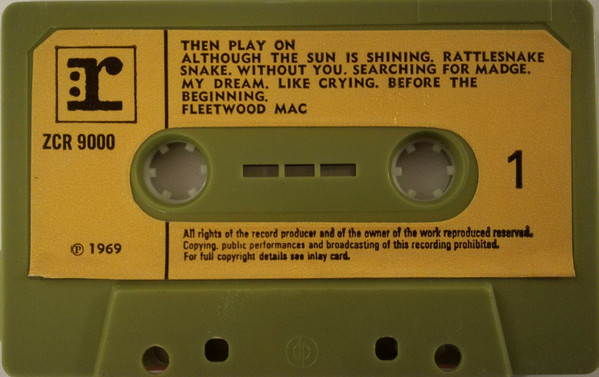 r
THEN PLAY ON
ALTHOUGH THE SUN IS SHINING. RATTLESNAKE
SNAKE. WITHOUT YOU. SEARCHING FOR MADGE.
MY DREAM. LIKE CRYING. BEFORE THE
BEGINNING.
FLEETWOOD MAC
ZCR 9000
1
All rights of the record producer and of the owner of the work reproduced reserved.
Copying, public performances and broadcasting of this recording prohibited.
For full copyright details see inlay card.
℗ 1969